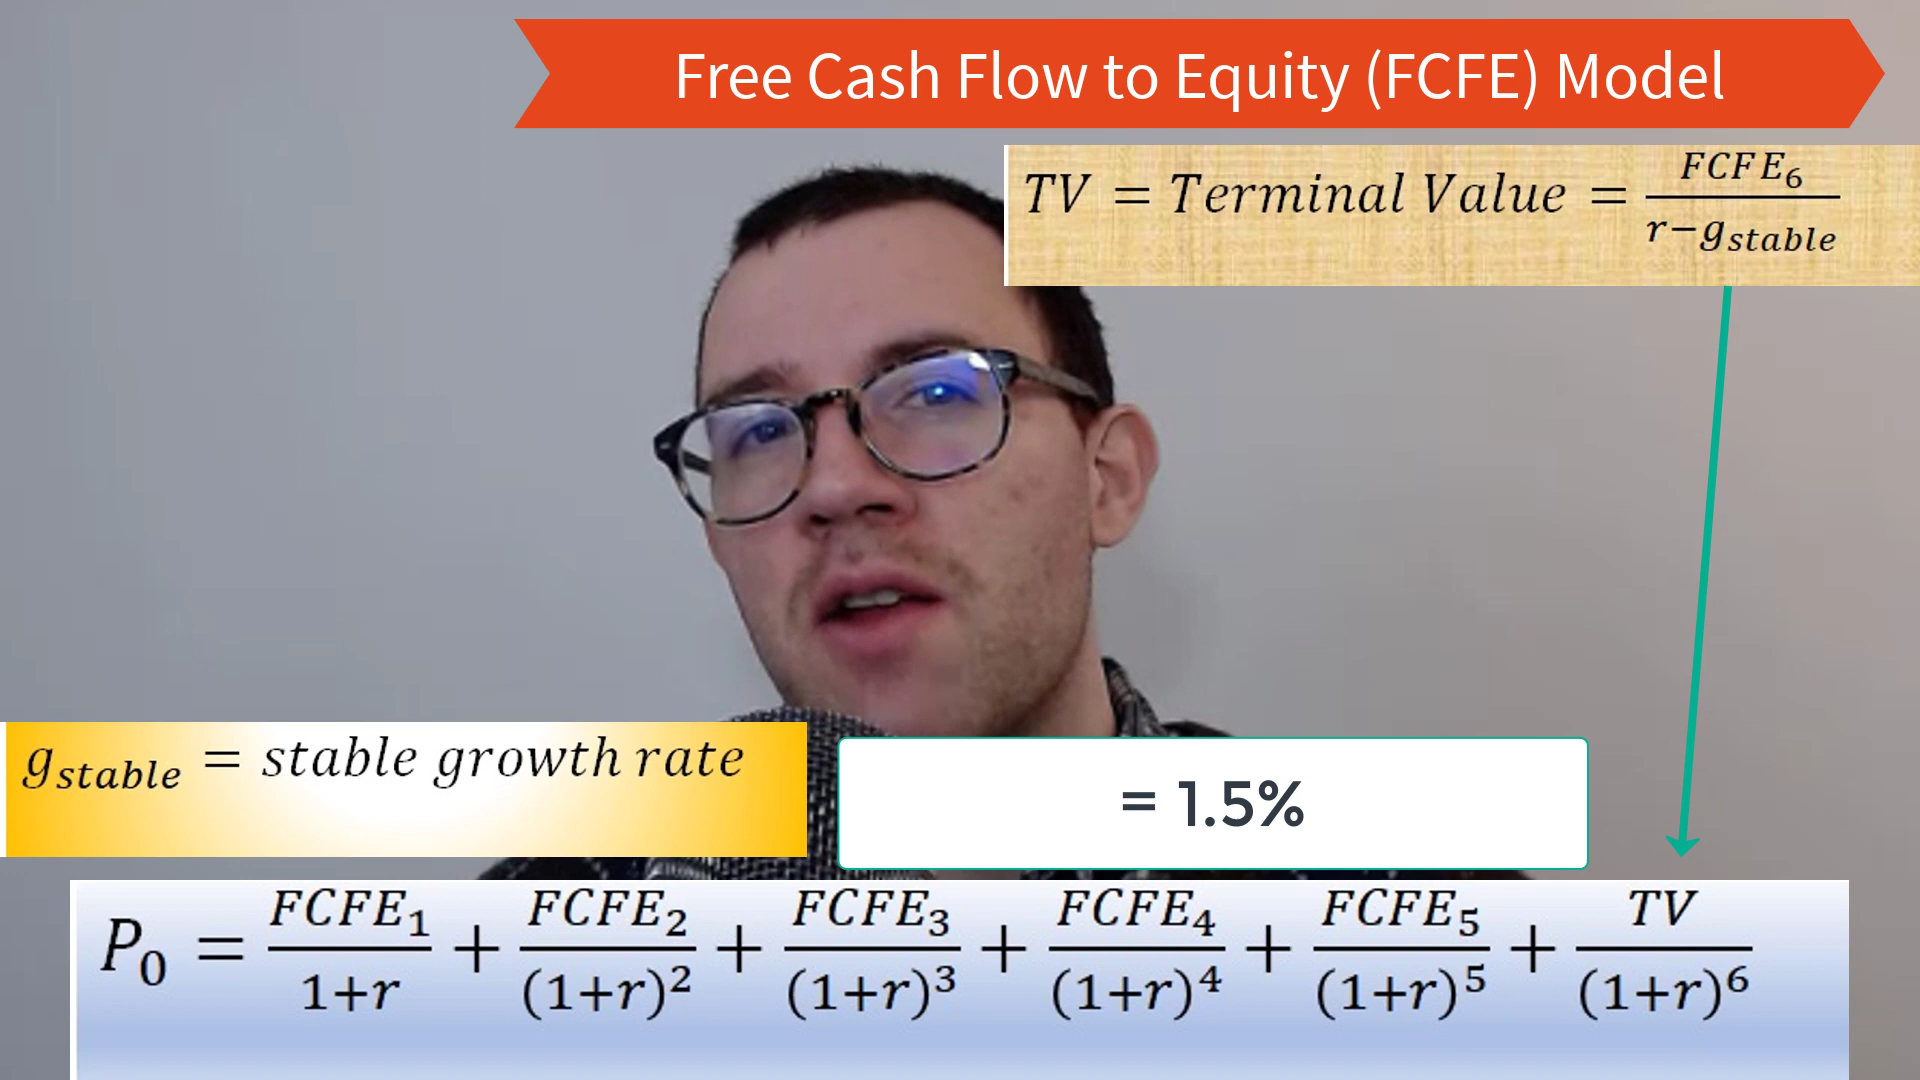 Free Cash Flow to Equity (FCFE) Model
TV = Terminal Value = FCFE₆ / r−g_stable
g_stable = stable growth rate
= 1.5%
P₀ = FCFE₁ / 1+r + FCFE₂ / (1+r)² + FCFE₃ / (1+r)³ + FCFE₄ / (1+r)⁴ + FCFE₅ / (1+r)⁵ + TV / (1+r)⁶